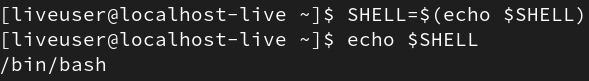 [liveuser@localhost-live ~]$ SHELL=$(echo $SHELL)
[liveuser@localhost-live ~]$ echo $SHELL
/bin/bash